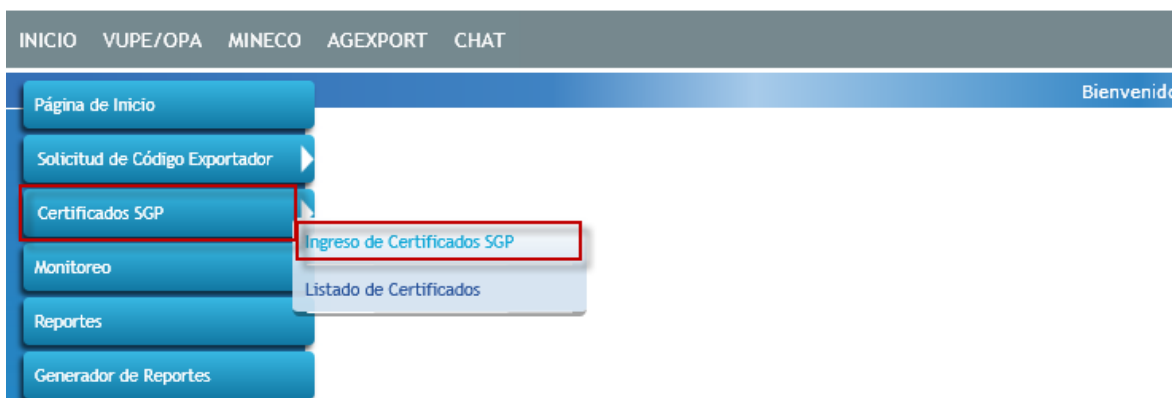 INICIO VUPE/OPA MINECO AGEXPORT CHAT
Bienvenido
Página de Inicio
Solicitud de Código Exportador
Certificados SGP
Ingreso de Certificados SGP
Monitoreo
Listado de Certificados
Reportes
Generador de Reportes